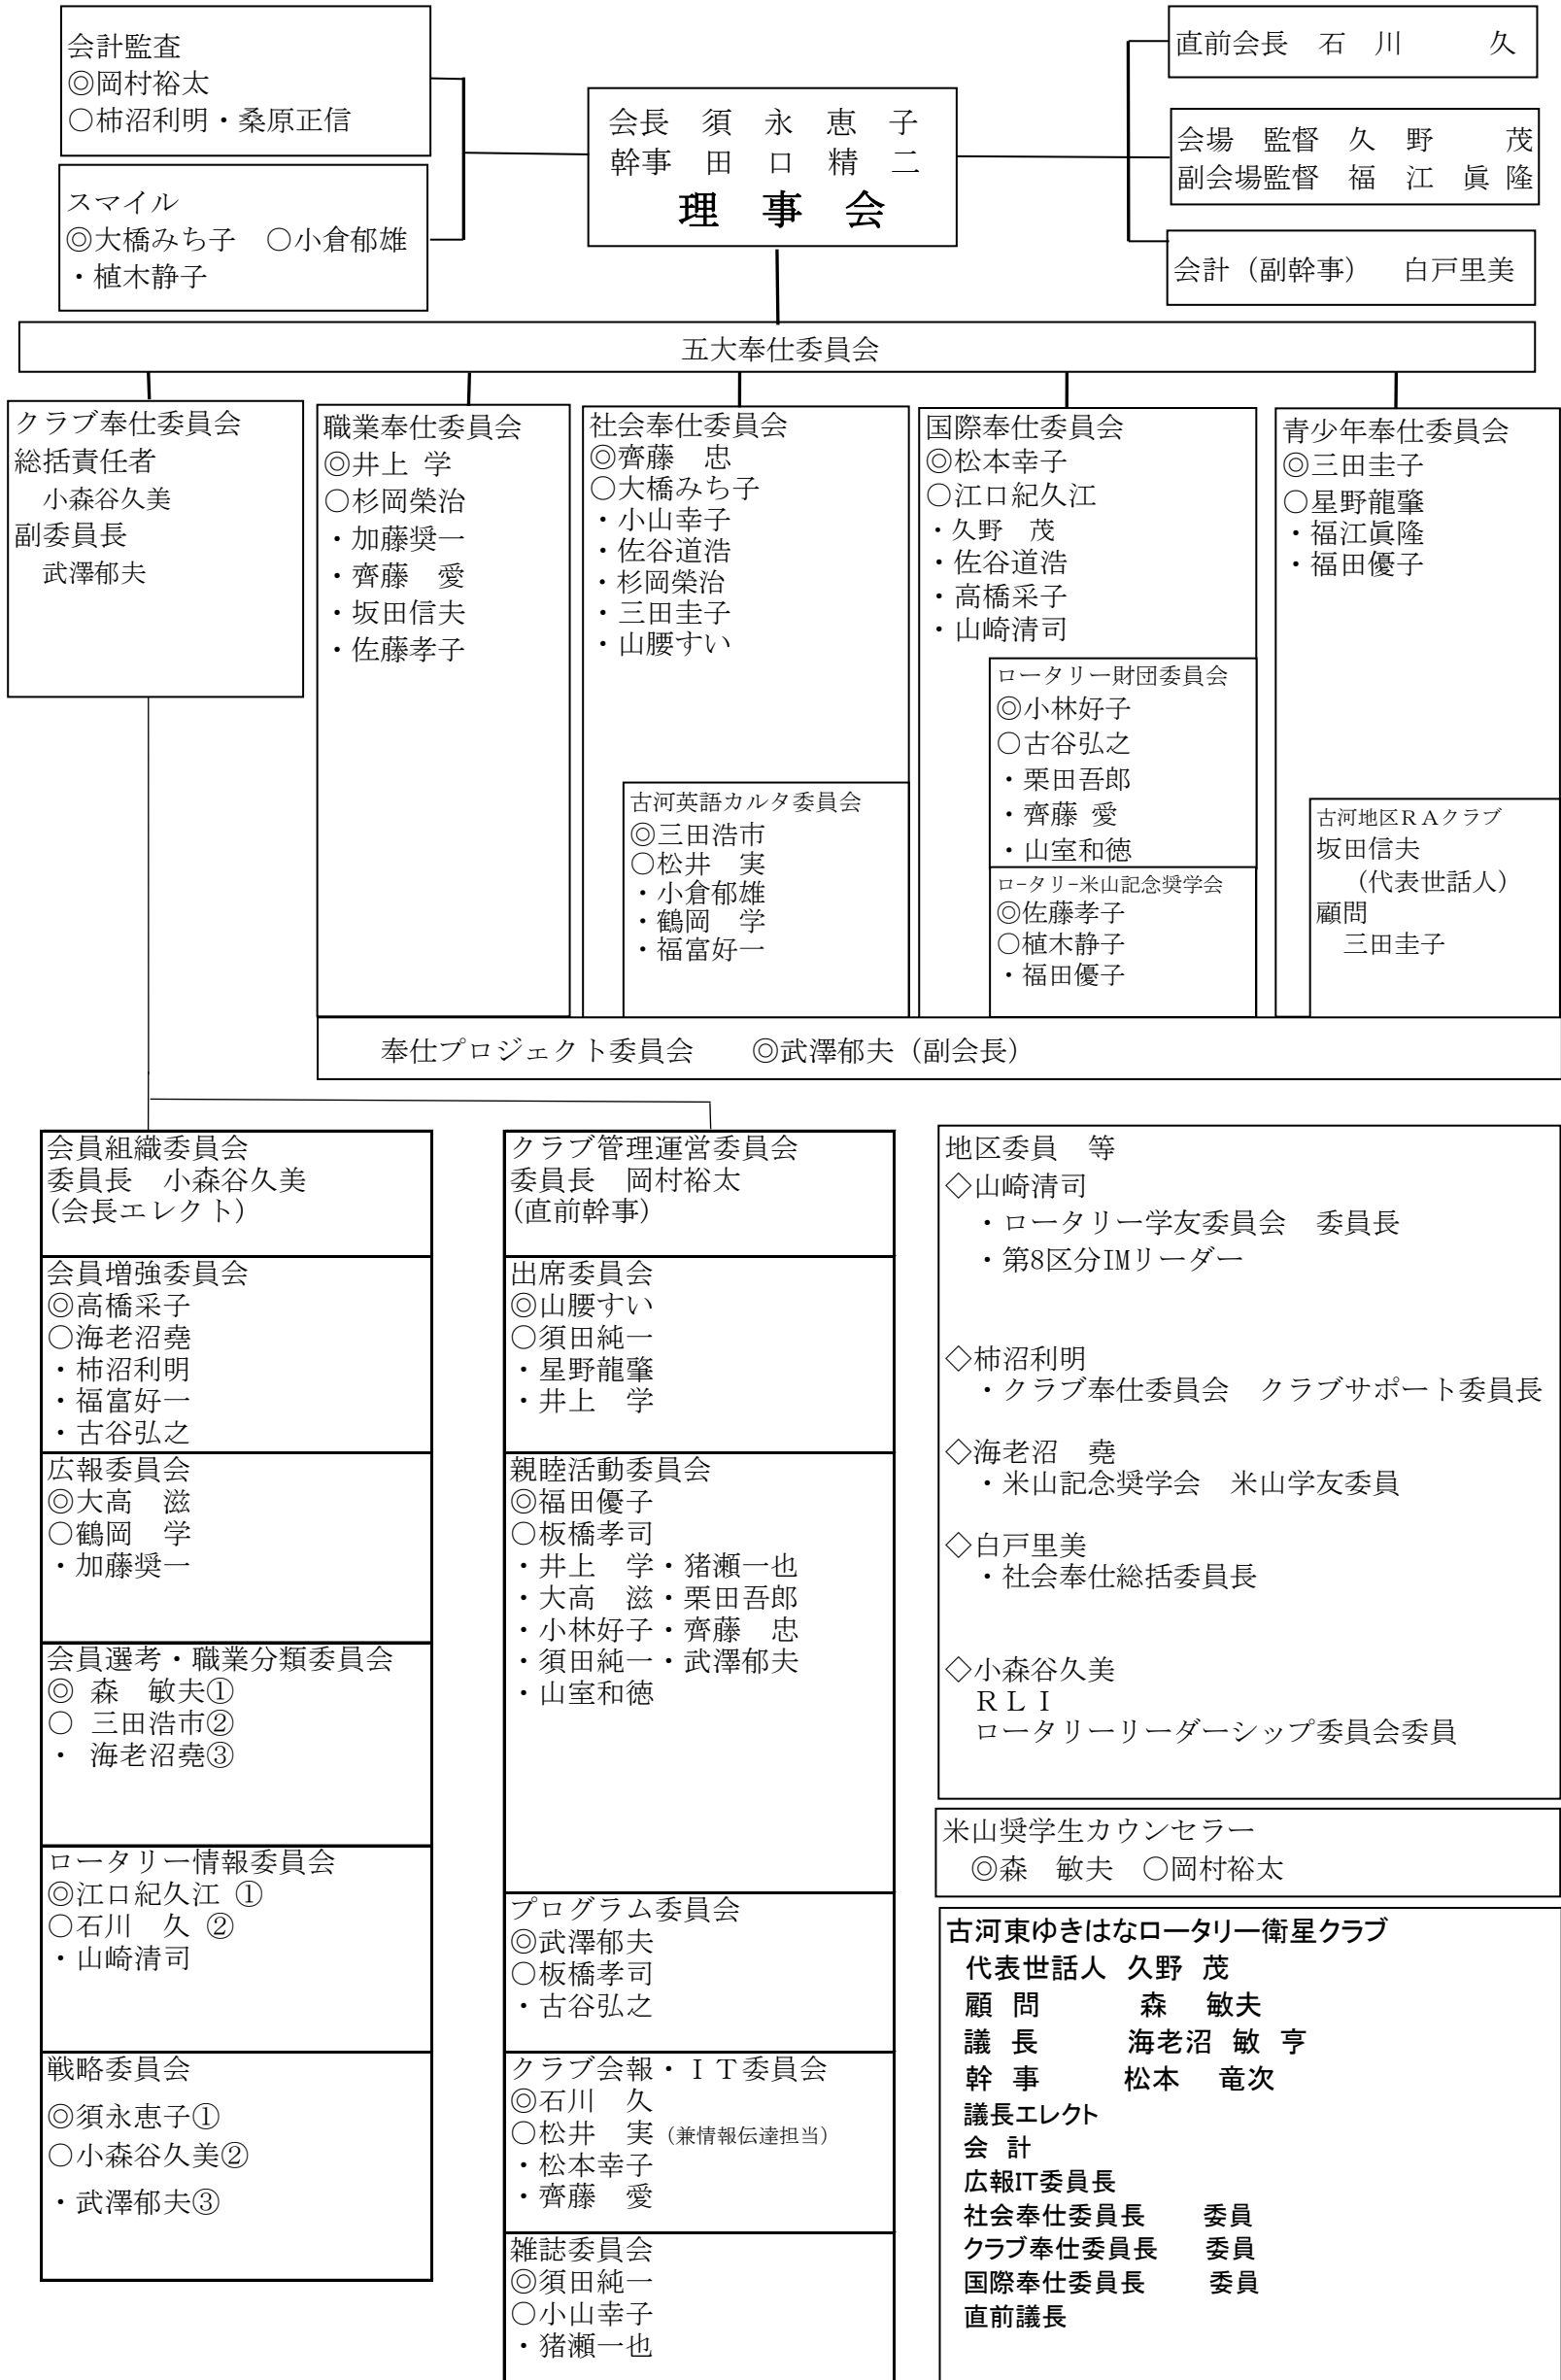 会計監査
◎岡村裕太
○柿沼利明・桑原正信
スマイル
◎大橋みち子　○小倉郁雄
・植木静子
会長　須　永　恵　子
幹事　田　口　精　二
理　事　会
直前会長　石　川　　　久
会場　監督　久　野　　茂
副会場監督　福　江　眞　隆
会計（副幹事）　白戸里美
五大奉仕委員会
クラブ奉仕委員会
総括責任者
小森谷久美
副委員長
武澤郁夫
職業奉仕委員会
◎井上 学
○杉岡榮治
・加藤奨一
・齊藤　愛
・坂田信夫
・佐藤孝子
社会奉仕委員会
◎齊藤　忠
○大橋みち子
・小山幸子
・佐谷道浩
・杉岡榮治
・三田圭子
・山腰すい
古河英語カルタ委員会
◎三田浩市
○松井　実
・小倉郁雄
・鶴岡　学
・福富好一
国際奉仕委員会
◎松本幸子
○江口紀久江
・久野　茂
・佐谷道浩
・高橋采子
・山崎清司
ロータリー財団委員会
◎小林好子
○古谷弘之
・栗田吾郎
・齊藤 愛
・山室和徳
ロ-タリ-米山記念奨学会
◎佐藤孝子
○植木静子
・福田優子
青少年奉仕委員会
◎三田圭子
○星野龍肇
・福江眞隆
・福田優子
古河地区ＲＡクラブ
坂田信夫
（代表世話人）
顧問
三田圭子
奉仕プロジェクト委員会　　◎武澤郁夫（副会長）
会員組織委員会
委員長　小森谷久美
(会長エレクト)
会員増強委員会
◎高橋采子
○海老沼堯
・柿沼利明
・福富好一
・古谷弘之
広報委員会
◎大高　滋
○鶴岡　学
・加藤奨一
会員選考・職業分類委員会
◎ 森　敏夫①
○ 三田浩市②
・ 海老沼堯③
ロータリー情報委員会
◎江口紀久江 ①
○石川　久 ②
・山崎清司
戦略委員会
◎須永恵子①
○小森谷久美②
・武澤郁夫③
クラブ管理運営委員会
委員長　岡村裕太
(直前幹事)
出席委員会
◎山腰すい
○須田純一
・星野龍肇
・井上　学
親睦活動委員会
◎福田優子
○板橋孝司
・井上　学・猪瀬一也
・大高　滋・栗田吾郎
・小林好子・齊藤　忠
・須田純一・武澤郁夫
・山室和徳
プログラム委員会
◎武澤郁夫
○板橋孝司
・古谷弘之
クラブ会報・ＩＴ委員会
◎石川　久
○松井　実（兼情報伝達担当）
・松本幸子
・齊藤　愛
雑誌委員会
◎須田純一
○小山幸子
・猪瀬一也
地区委員　等
◇山崎清司
・ロータリー学友委員会　委員長
・第8区分IMリーダー
◇柿沼利明
・クラブ奉仕委員会　クラブサポート委員長
◇海老沼　堯
・米山記念奨学会　米山学友委員
◇白戸里美
・社会奉仕総括委員長
◇小森谷久美
ＲＬＩ
ロータリーリーダーシップ委員会委員
米山奨学生カウンセラー
◎森　敏夫　○岡村裕太
古河東ゆきはなロータリー衛星クラブ
代表世話人　久野　茂
顧　問　　　森　敏夫
議　長　　　海老沼　敏　亨
幹　事　　　松本　竜次
議長エレクト
会　計
広報IT委員長
社会奉仕委員長　　委員
クラブ奉仕委員長　　委員
国際奉仕委員長　　委員
直前議長